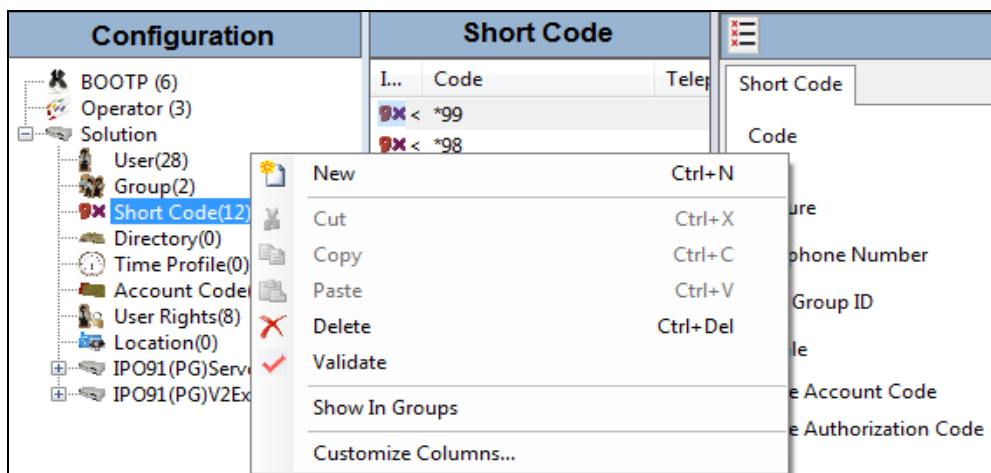 Configuration
BOOTP (6)
Operator (3)
Solution
User(28)
Group(2)
Short Code(12)
Directory(0)
Time Profile(0)
Account Code(
User Rights(8)
Location(0)
IPO91(PG)Serv
IPO91(PG)V2Ex
Short Code
I... Code Telep
< *99
< *98
New Ctrl+N
Cut Ctrl+X
Copy Ctrl+C
Paste Ctrl+V
Delete Ctrl+Del
Validate
Show In Groups
Customize Columns...
Short Code
Code
ure
phone Number
Group ID
le
e Account Code
e Authorization Code